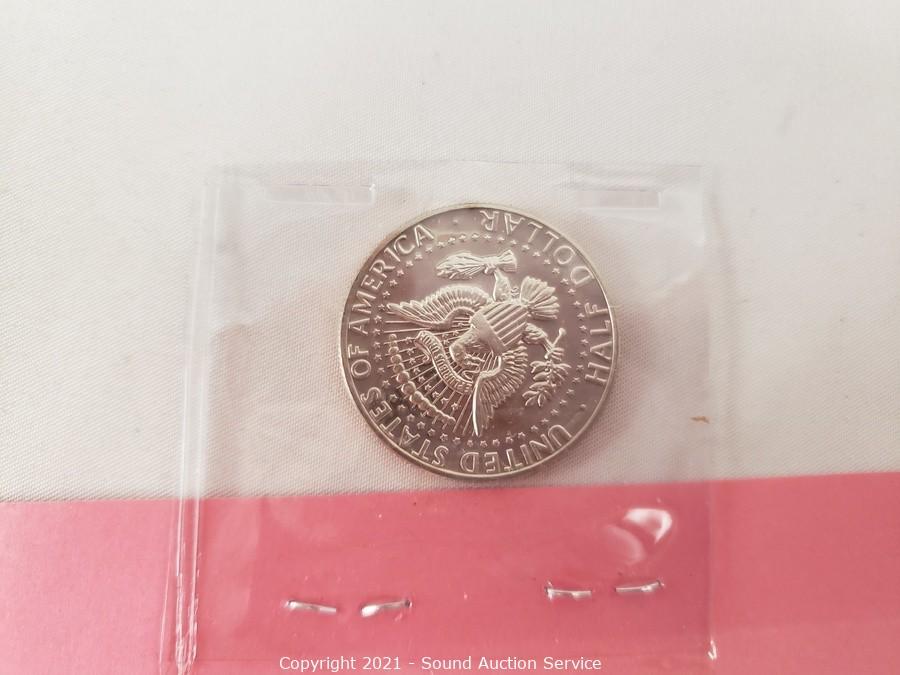 UNITED STATES OF AMERICA
HALF DOLLAR
Copyright 2021 - Sound Auction Service